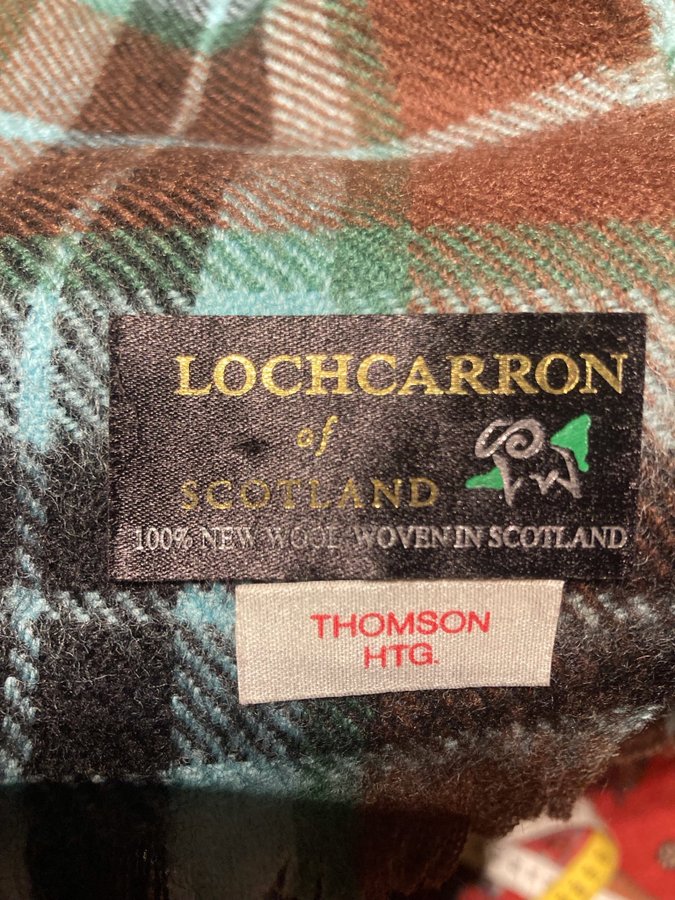 LOCHCARRON
of
SCOTLAND
100% NEW WOOL WOVEN IN SCOTLAND
THOMSON
HTG.